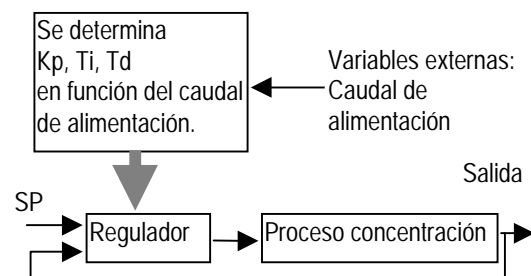 Se determina
Kp, Ti, Td
en función del caudal
de alimentación.
Variables externas:
Caudal de
alimentación
Salida
SP
Regulador
Proceso concentración